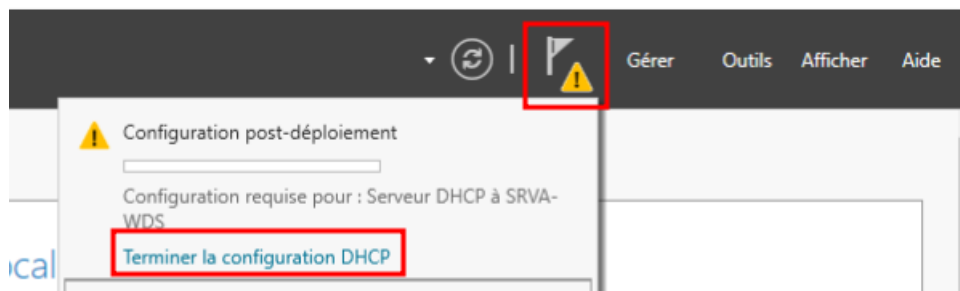 Gérer Outils Afficher Aide
Configuration post-déploiement
Configuration requise pour : Serveur DHCP à SRVA-
WDS
Terminer la configuration DHCP